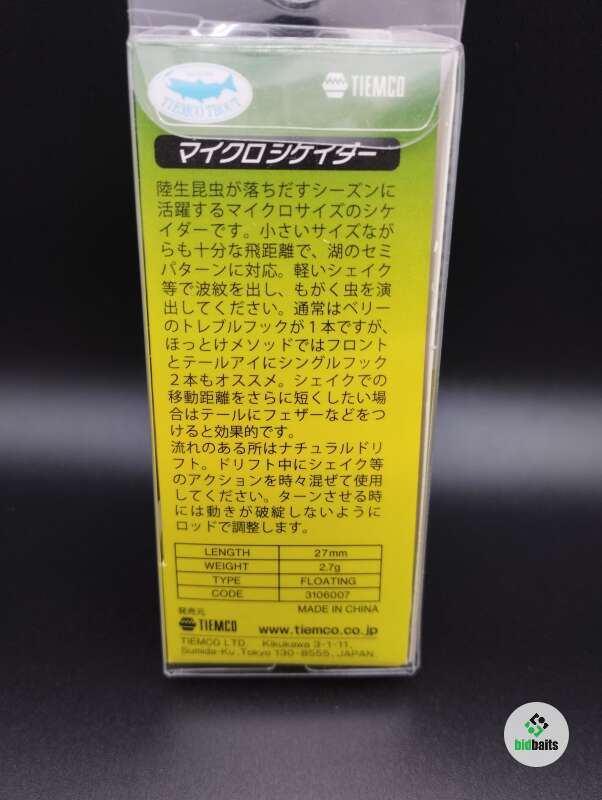 TIEMCO TROUT
TIEMCO
マイクロシケイダー
陸生昆虫が落ちだすシーズンに
活躍するマイクロサイズのシケ
イダーです。小さいサイズなが
らも十分な飛距離で、湖のセミ
パターンに対応。軽いシェイク
等で波紋を出し、もがく虫を演
出してください。通常はベリー
のトレブルフックが1本ですが、
ほっとけメソッドではフロント
とテールアイにシングルフック
2本もオススメ。シェイクでの
移動距離をさらに短くしたい場
合はテールにフェザーなどをつ
けると効果的です。
流れのある所はナチュラルドリ
フト。ドリフト中にシェイク等
のアクションを時々混ぜて使用
してください。ターンさせる時
には動きが破綻しないように
ロッドで調整します。
LENGTH 27mm
WEIGHT 2.7g
TYPE FLOATING
CODE 3106007
発売元 MADE IN CHINA
TIEMCO www.tiemco.co.jp
TIEMCO LTD. Kikukawa 3-1-11,
Sumida-Ku,Tokyo 130-8555, JAPAN.
bidbaits